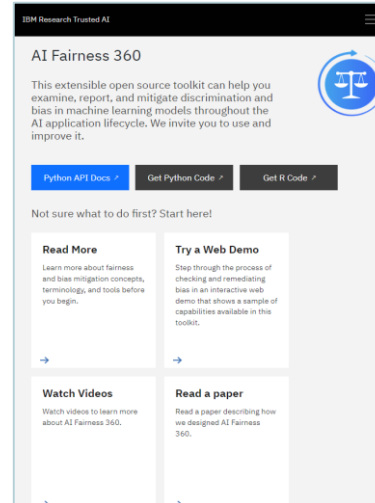 IBM Research Trusted AI
AI Fairness 360
This extensible open source toolkit can help you
examine, report, and mitigate discrimination and
bias in machine learning models throughout the
AI application lifecycle. We invite you to use and
improve it.
Python API Docs ↗
Get Python Code ↗
Get R Code ↗
Not sure what to do first? Start here!
Read More
Learn more about fairness
and bias mitigation concepts,
terminology, and tools before
you begin.
→
Try a Web Demo
Step through the process of
checking and remediating
bias in an interactive web
demo that shows a sample of
capabilities available in this
toolkit.
→
Watch Videos
Watch videos to learn more
about AI Fairness 360.
Read a paper
Read a paper describing how
we designed AI Fairness
360.